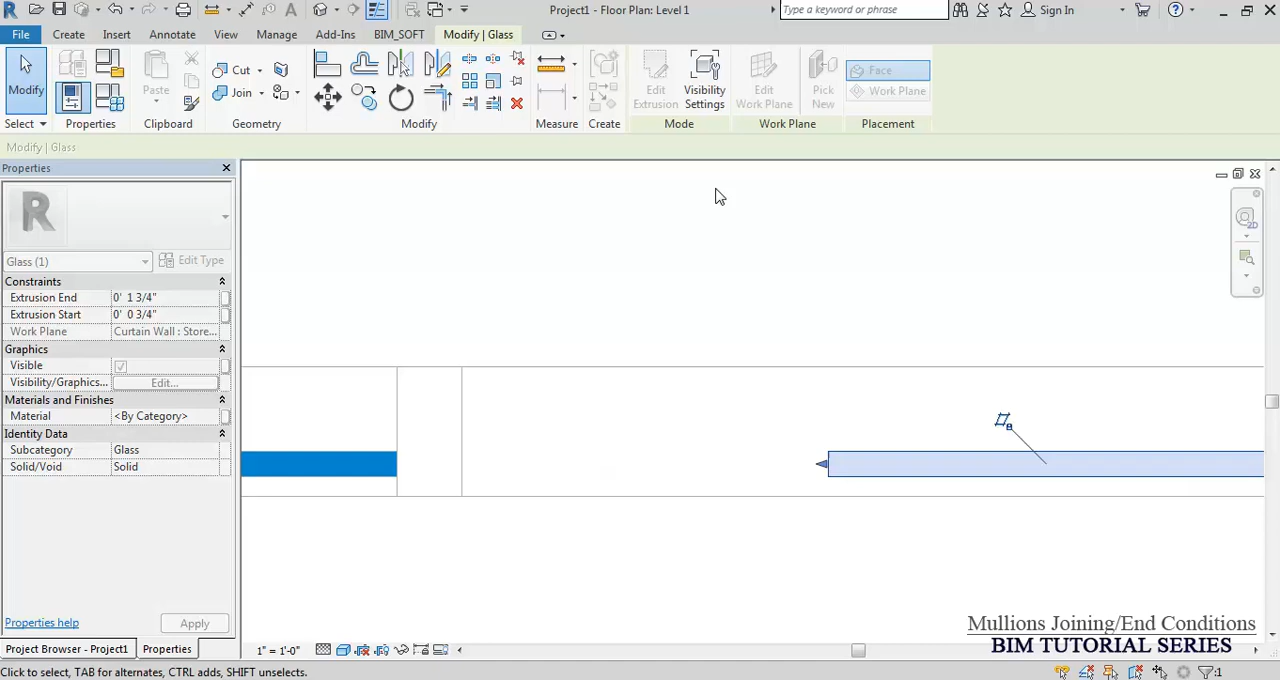 Project1 - Floor Plan: Level 1
Type a keyword or phrase
Sign In
File Create Insert Annotate View Manage Add-Ins BIM_SOFT Modify | Glass
Modify
Paste
Cut
Join
Edit Extrusion
Visibility Settings
Edit Work Plane
Pick New
Face
Work Plane
Select Properties Clipboard Geometry Modify Measure Create Mode Work Plane Placement
Modify | Glass
Properties
Glass (1) Edit Type
Constraints
Extrusion End 0' 1 3/4"
Extrusion Start 0' 0 3/4"
Work Plane Curtain Wall : Store...
Graphics
Visible
Visibility/Graphics... Edit...
Materials and Finishes
Material <By Category>
Identity Data
Subcategory Glass
Solid/Void Solid
2D
Properties help Apply
Mullions Joining/End Conditions
BIM TUTORIAL SERIES
Project Browser - Project1 Properties 1" = 1'-0"
Click to select, TAB for alternates, CTRL adds, SHIFT unselects. :1